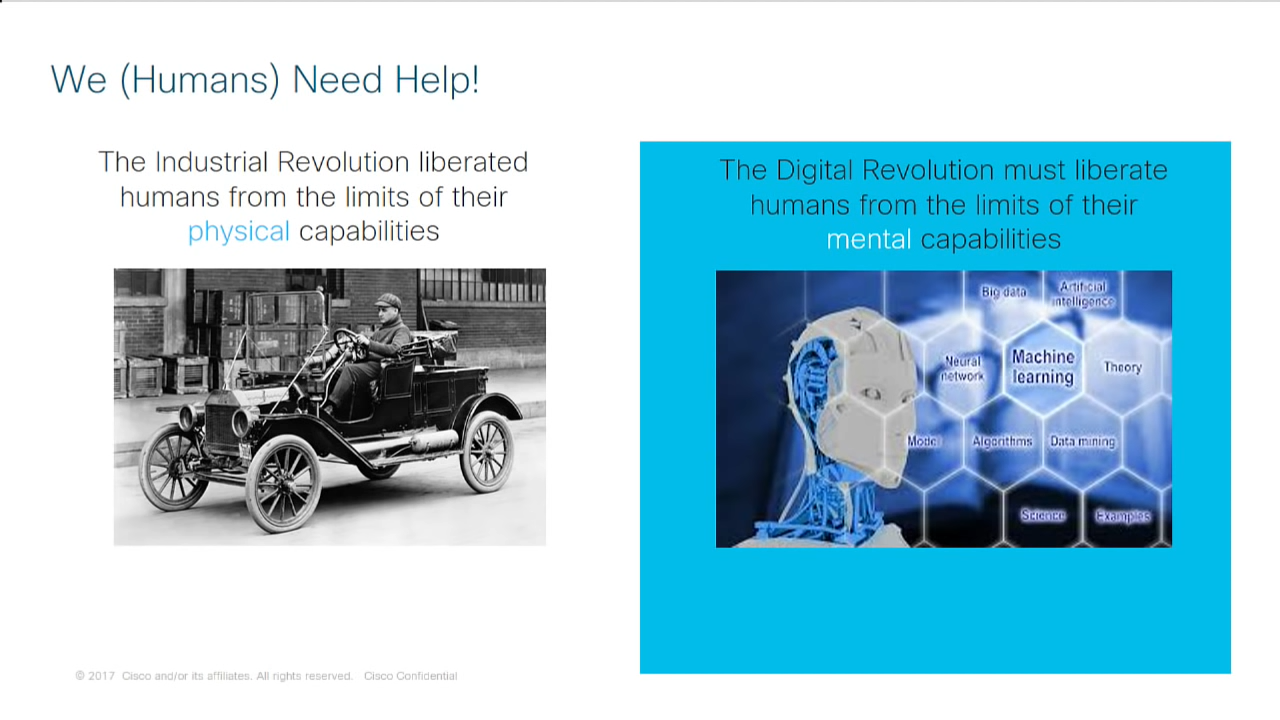 We (Humans) Need Help!
The Industrial Revolution liberated
humans from the limits of their
physical capabilities
The Digital Revolution must liberate
humans from the limits of their
mental capabilities
Big data
Artificial
intelligence
Neural
network
Machine
learning
Theory
Model
Algorithms
Data mining
Science
Examples
© 2017 Cisco and/or its affiliates. All rights reserved. Cisco Confidential